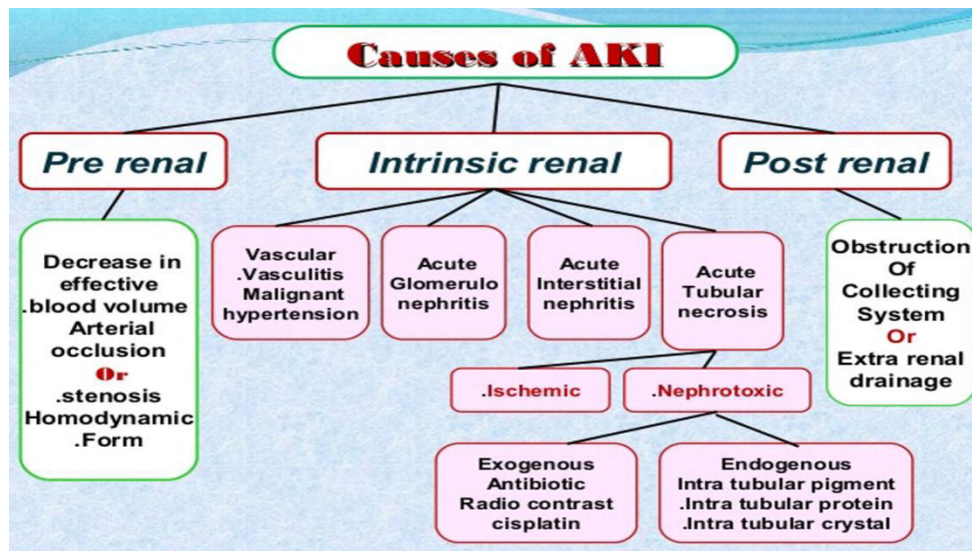 Causes of AKI
Pre renal
Intrinsic renal
Post renal
Decrease in
effective
.blood volume
Arterial
occlusion
Or
.stenosis
Homodynamic
.Form
Vascular
.Vasculitis
Malignant
hypertension
Acute
Glomerulo
nephritis
Acute
Interstitial
nephritis
Acute
Tubular
necrosis
Obstruction
Of
Collecting
System
Or
Extra renal
drainage
.Ischemic
.Nephrotoxic
Exogenous
Antibiotic
Radio contrast
cisplatin
Endogenous
Intra tubular pigment
.Intra tubular protein
.Intra tubular crystal